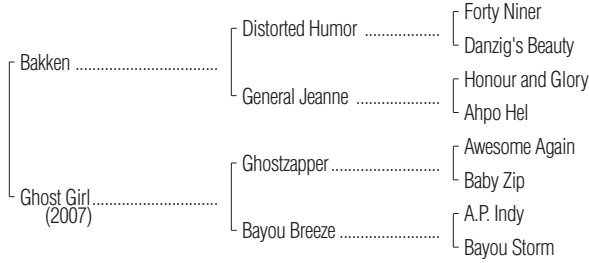 Forty Niner
Distorted Humor ..................
Danzig's Beauty
Bakken ..................................
Honour and Glory
General Jeanne ....................
Ahpo Hel
Awesome Again
Ghostzapper..........................
Baby Zip
Ghost Girl..............................
(2007)
A.P. Indy
Bayou Breeze ......................
Bayou Storm